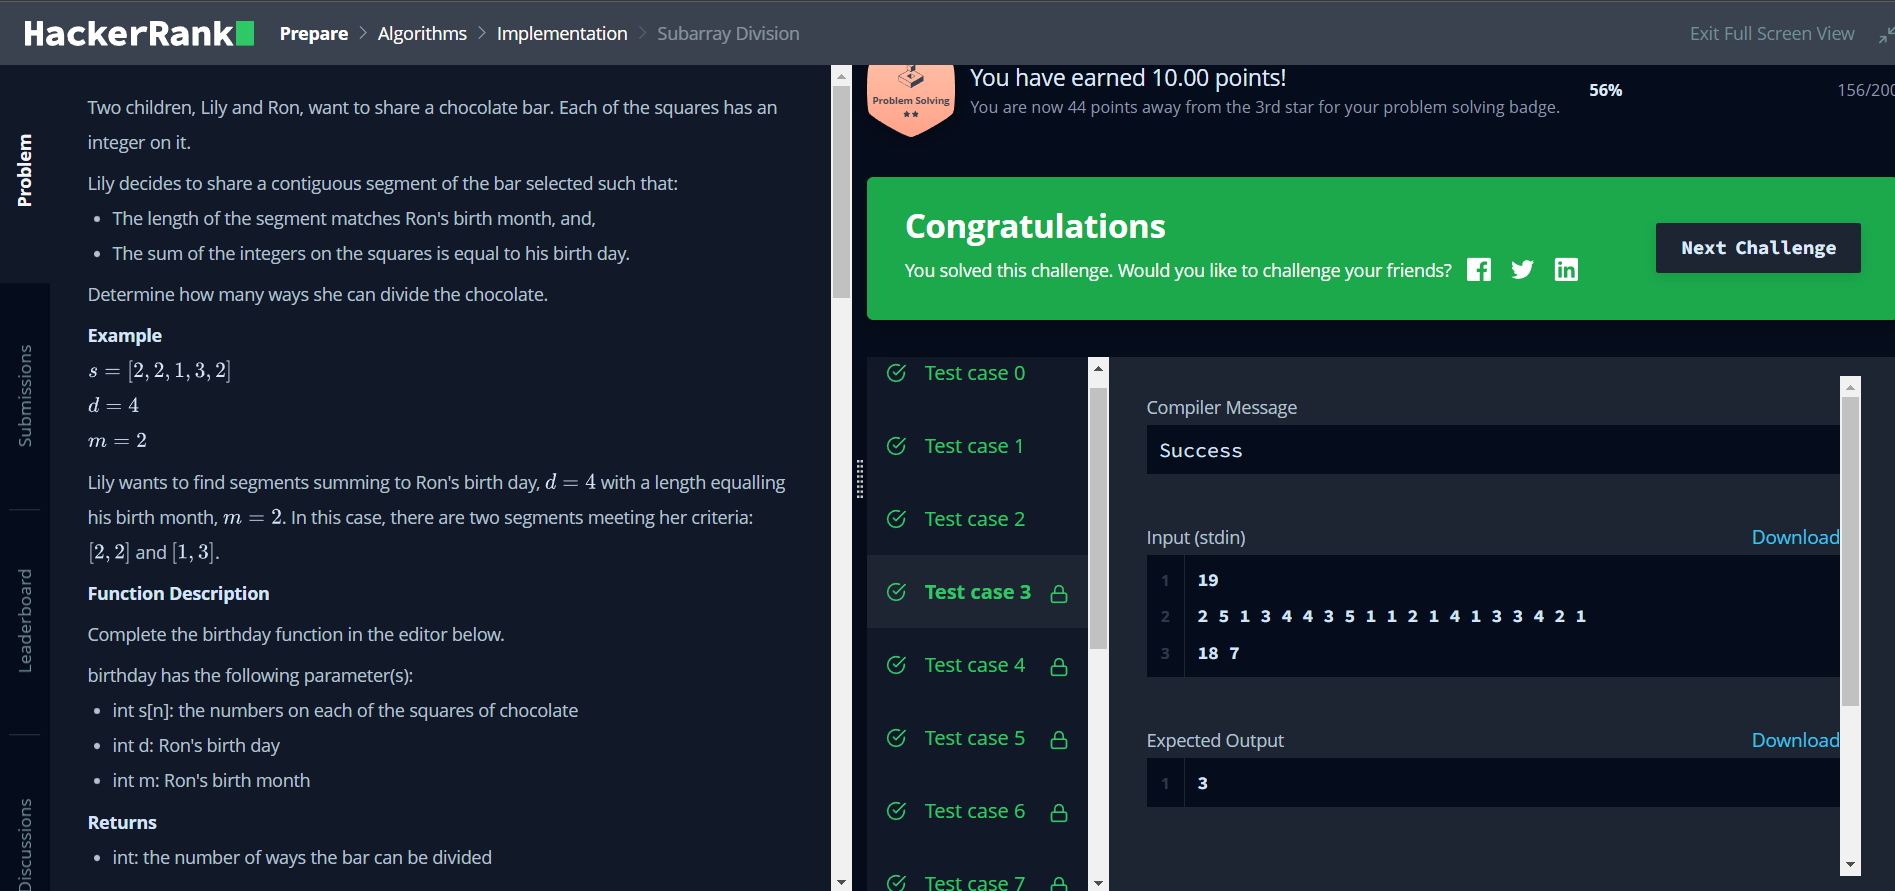 HackerRank
Prepare > Algorithms > Implementation > Subarray Division
Exit Full Screen View
Problem
Submissions
Leaderboard
Discussions
Two children, Lily and Ron, want to share a chocolate bar. Each of the squares has an
integer on it.
Lily decides to share a contiguous segment of the bar selected such that:
• The length of the segment matches Ron's birth month, and,
• The sum of the integers on the squares is equal to his birth day.
Determine how many ways she can divide the chocolate.
Example
s = [2, 2, 1, 3, 2]
d = 4
m = 2
Lily wants to find segments summing to Ron's birth day, d = 4 with a length equalling
his birth month, m = 2. In this case, there are two segments meeting her criteria:
[2, 2] and [1, 3].
Function Description
Complete the birthday function in the editor below.
birthday has the following parameter(s):
• int s[n]: the numbers on each of the squares of chocolate
• int d: Ron's birth day
• int m: Ron's birth month
Returns
• int: the number of ways the bar can be divided
Problem Solving
You have earned 10.00 points!
You are now 44 points away from the 3rd star for your problem solving badge.
56%
156/200
Congratulations
You solved this challenge. Would you like to challenge your friends?
Next Challenge
Test case 0
Test case 1
Test case 2
Test case 3
Test case 4
Test case 5
Test case 6
Test case 7
Compiler Message
Success
Input (stdin)
Download
1 19
2 2 5 1 3 4 4 3 5 1 1 2 1 4 1 3 3 4 2 1
3 18 7
Expected Output
Download
1 3